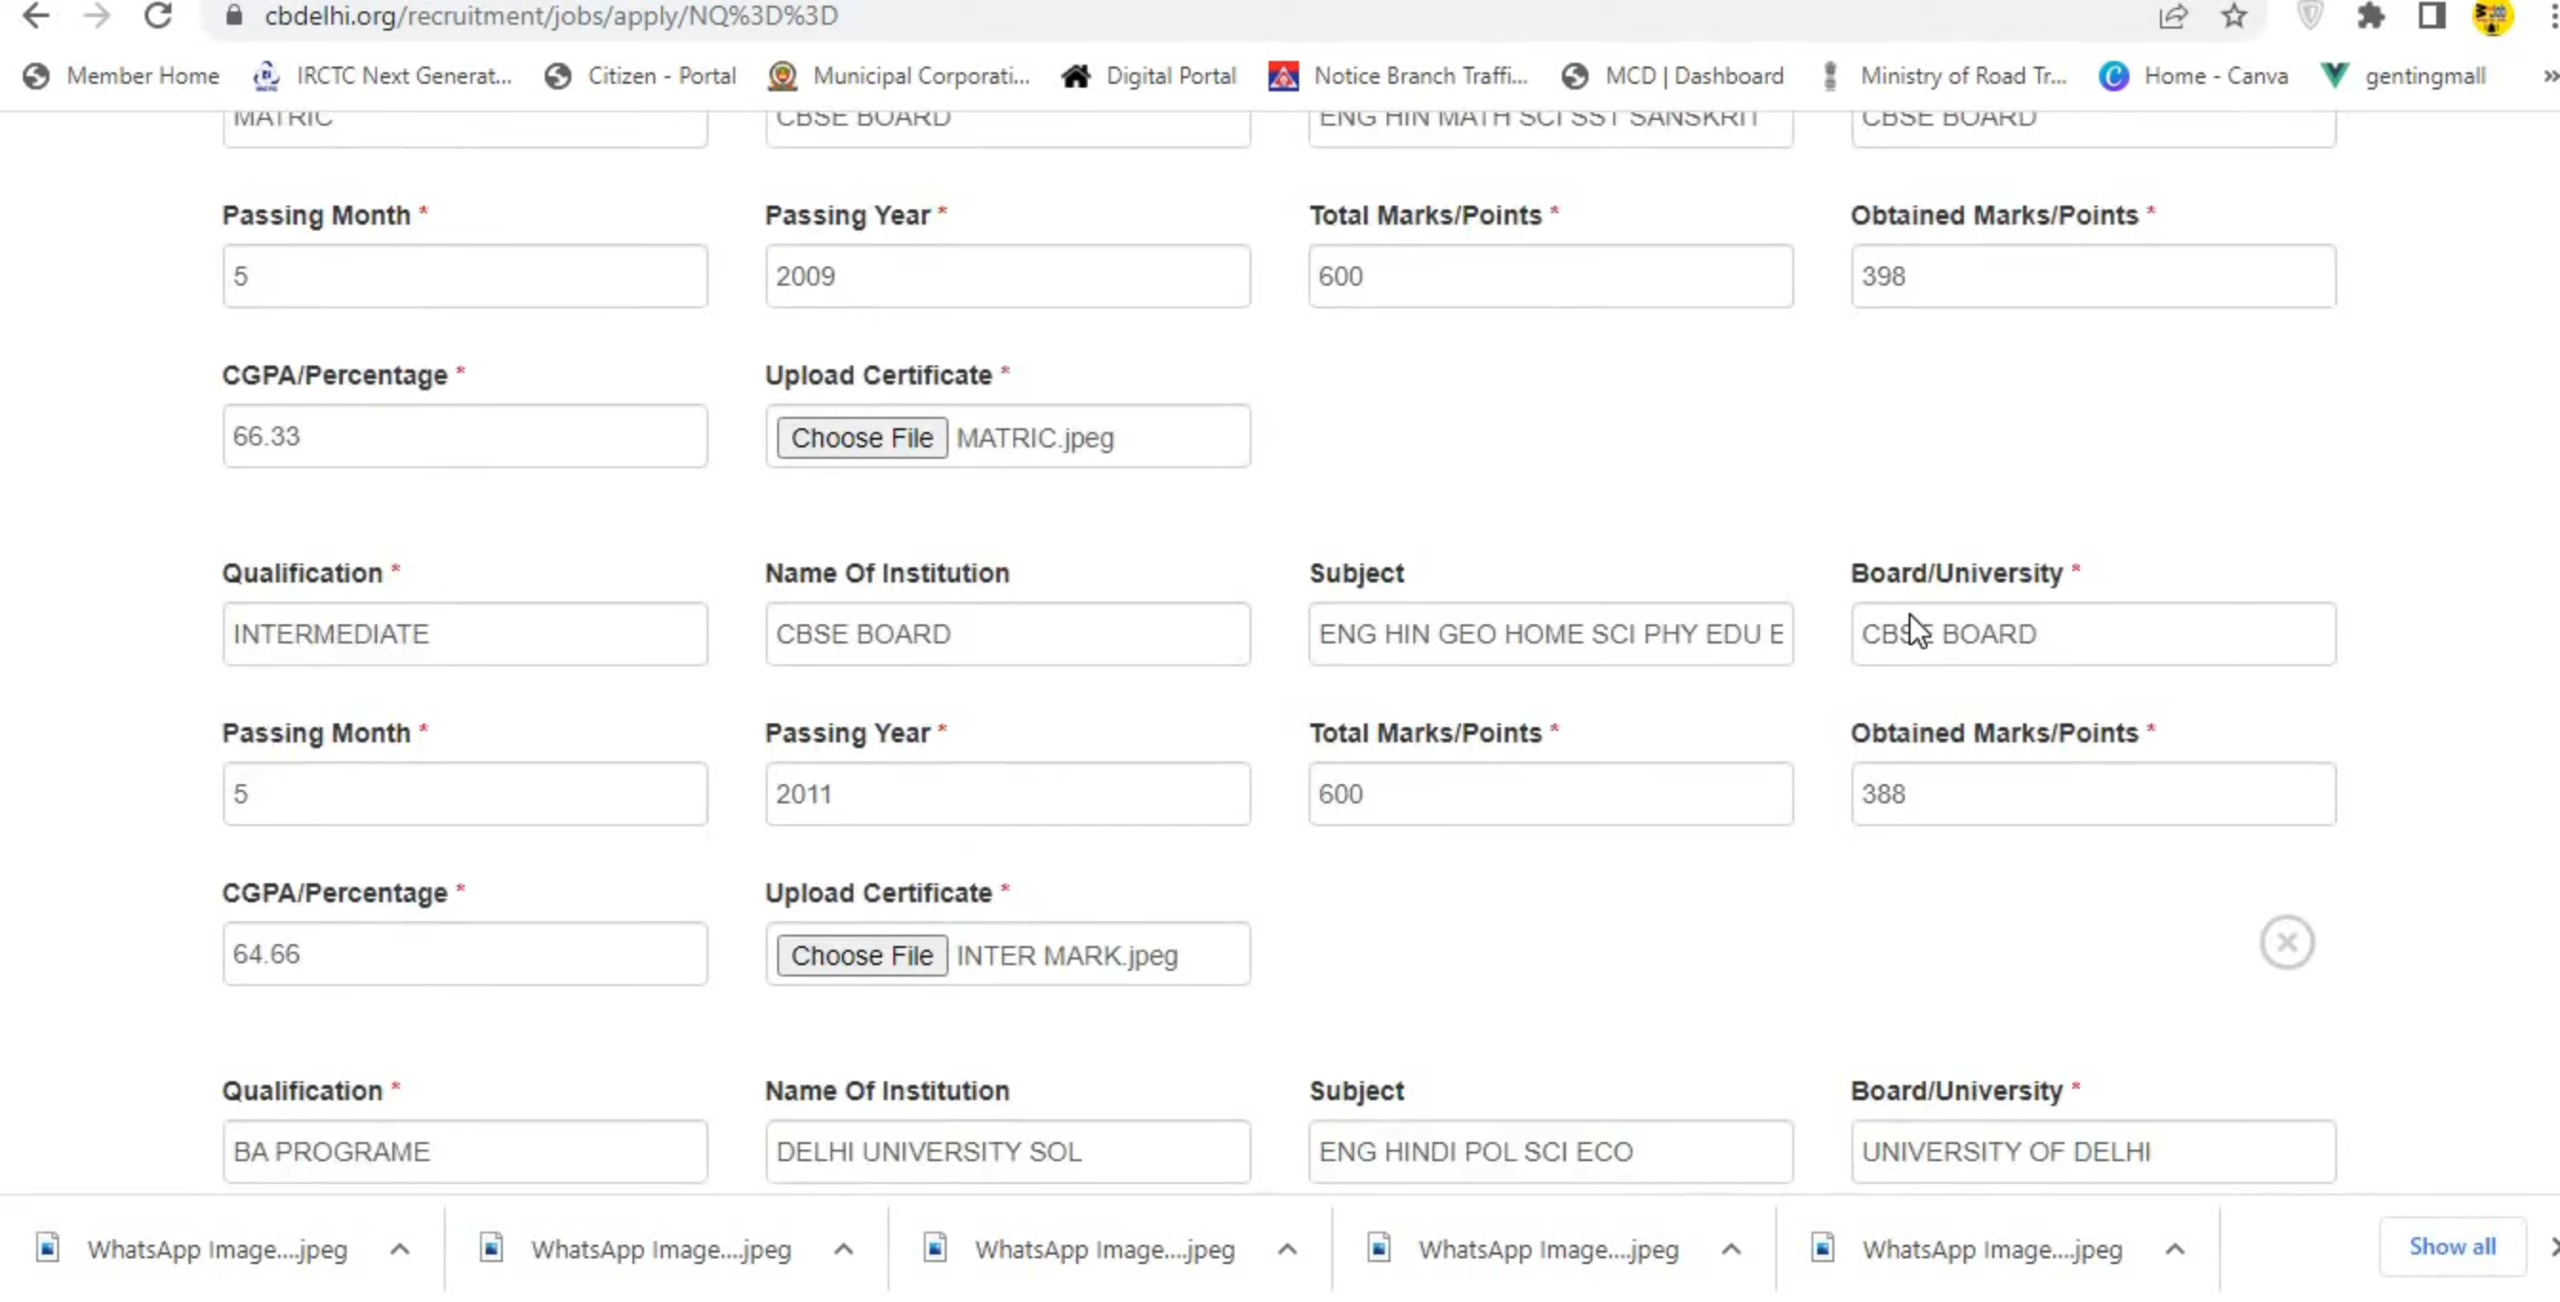 cbdelhi.org/recruitment/jobs/apply/NQ%3D%3D
Member Home IRCTC Next Generat... Citizen - Portal Municipal Corporati... Digital Portal Notice Branch Traffi... MCD | Dashboard Ministry of Road Tr... Home - Canva gentingmall »
MATRIC CBSE BOARD ENG HIN MATH SCI SST SANSKRIT CBSE BOARD
Passing Month * Passing Year * Total Marks/Points * Obtained Marks/Points *
5 2009 600 398
CGPA/Percentage * Upload Certificate *
66.33 Choose File MATRIC.jpeg
Qualification * Name Of Institution Subject Board/University *
INTERMEDIATE CBSE BOARD ENG HIN GEO HOME SCI PHY EDU E CBSE BOARD
Passing Month * Passing Year * Total Marks/Points * Obtained Marks/Points *
5 2011 600 388
CGPA/Percentage * Upload Certificate *
64.66 Choose File INTER MARK.jpeg
Qualification * Name Of Institution Subject Board/University *
BA PROGRAME DELHI UNIVERSITY SOL ENG HINDI POL SCI ECO UNIVERSITY OF DELHI
WhatsApp Image....jpeg WhatsApp Image....jpeg WhatsApp Image....jpeg WhatsApp Image....jpeg WhatsApp Image....jpeg Show all